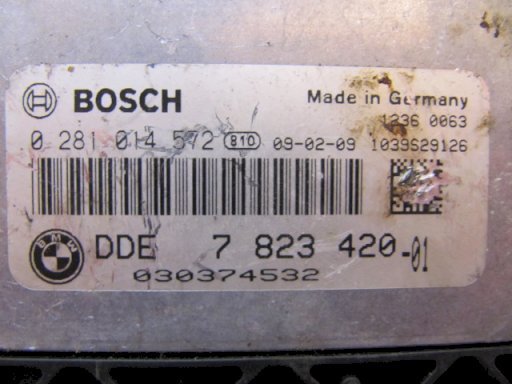 BOSCH
Made in Germany
1236 0063
0 281 014 572 810 09-02-09 1039S29126
BMW
DDE 7 823 420-01
030374532